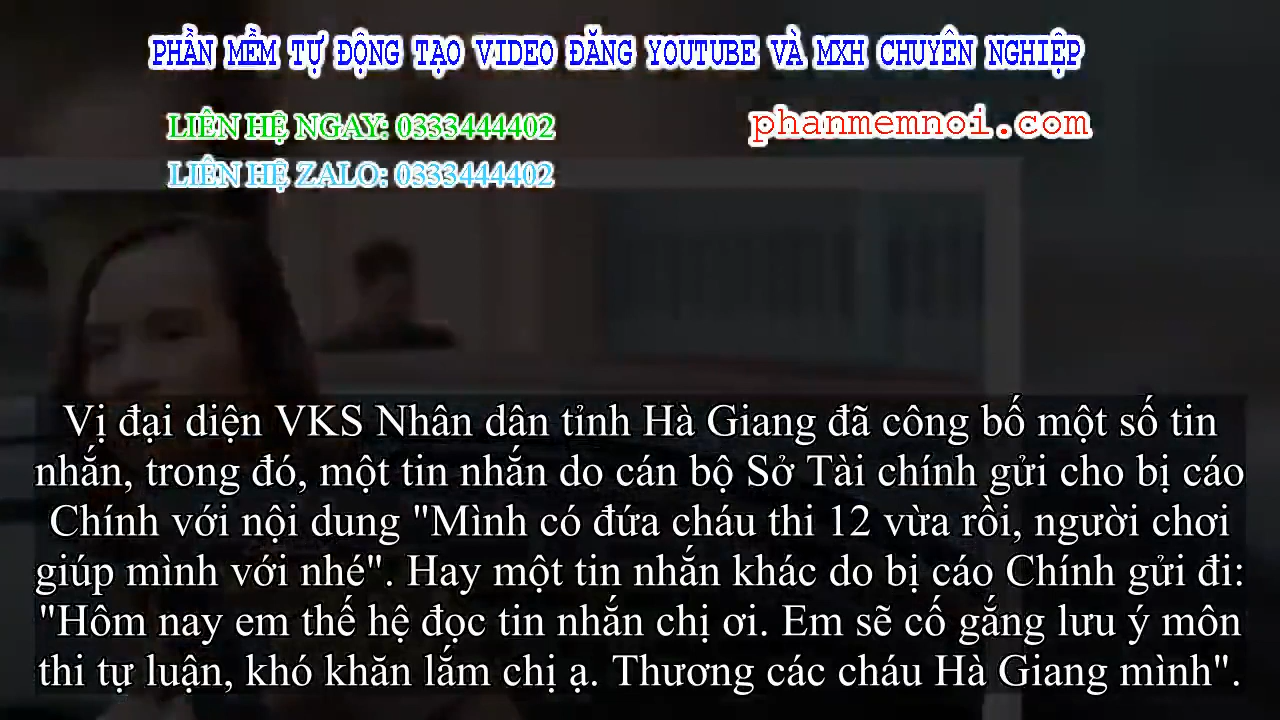 PHẦN MỀM TỰ ĐỘNG TẠO VIDEO ĐĂNG YOUTUBE VÀ MXH CHUYÊN NGHIỆP
LIÊN HỆ NGAY: 0333444402
phanmemnoi.com
LIÊN HỆ ZALO: 0333444402
Vị đại diện VKS Nhân dân tỉnh Hà Giang đã công bố một số tin
nhắn, trong đó, một tin nhắn do cán bộ Sở Tài chính gửi cho bị cáo
Chính với nội dung "Mình có đứa cháu thi 12 vừa rồi, người chơi
giúp mình với nhé". Hay một tin nhắn khác do bị cáo Chính gửi đi:
"Hôm nay em thế hệ đọc tin nhắn chị ơi. Em sẽ cố gắng lưu ý môn
thi tự luận, khó khăn lắm chị ạ. Thương các cháu Hà Giang mình".